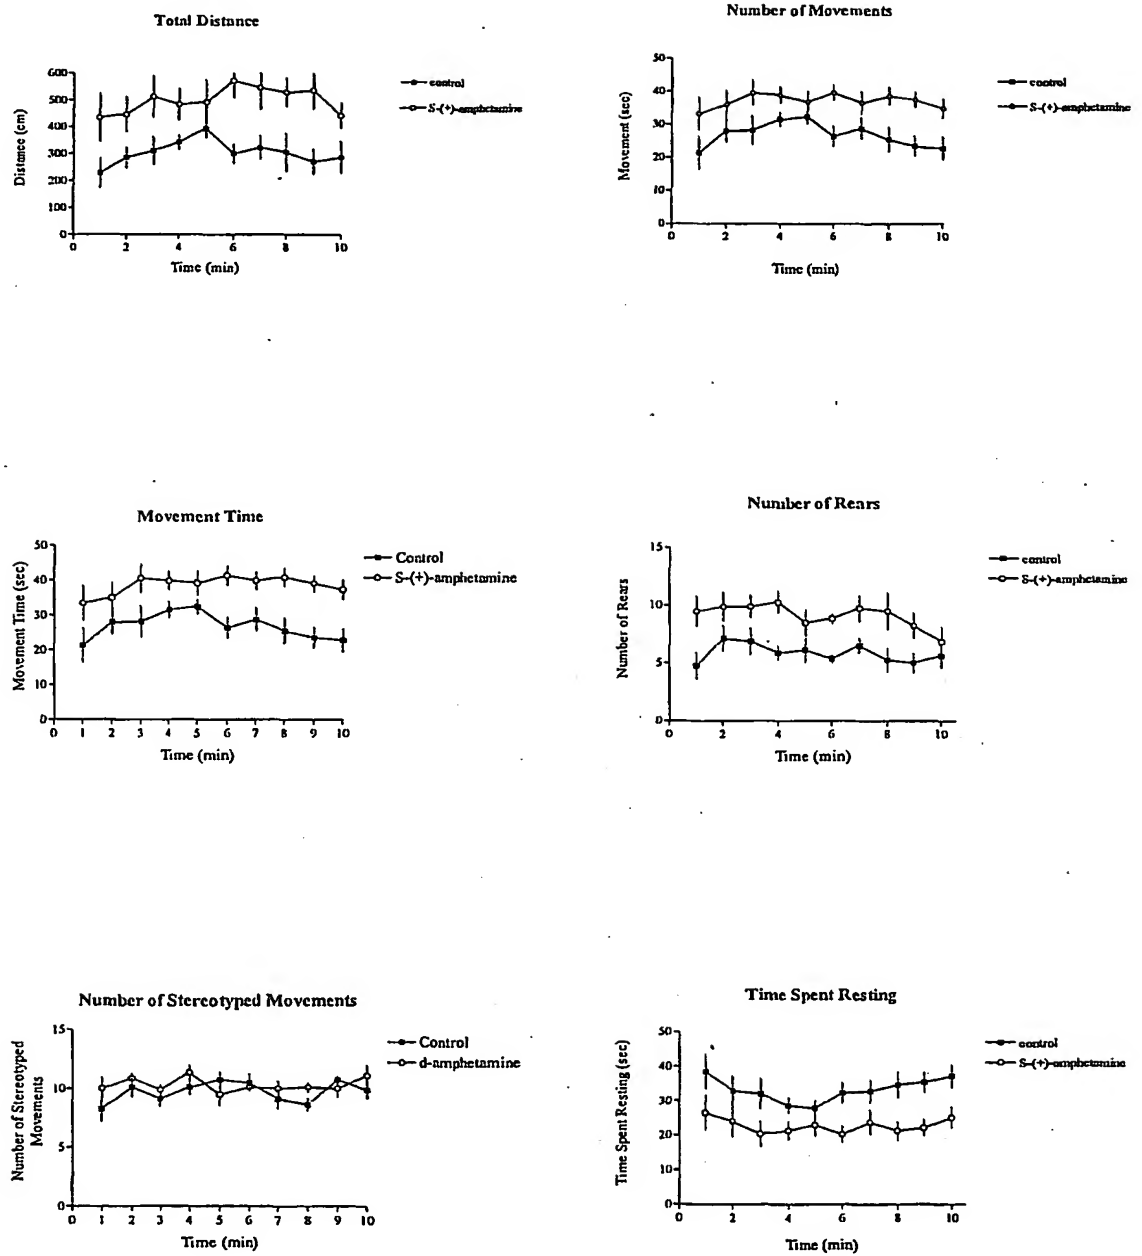 Total Distance
600
500
400
300
200
100
0
Distance (cm)
0 2 4 6 8 10
Time (min)
control
S-(+)-amphetamine
Number of Movements
50
40
30
20
10
0
Movement (sec)
0 2 4 6 8 10
Time (min)
control
S-(+)-amphetamine
Movement Time
50
40
30
20
10
0
Movement Time (sec)
0 1 2 3 4 5 6 7 8 9 10
Time (min)
Control
S-(+)-amphetamine
Number of Rears
15
10
5
0
Number of Rears
0 2 4 6 8 10
Time (min)
control
S-(+)-amphetamine
Number of Stereotyped Movements
15
10
5
0
Number of Stereotyped
Movements
0 1 2 3 4 5 6 7 8 9 10
Time (min)
Control
d-amphetamine
Time Spent Resting
50
40
30
20
10
0
Time Spent Resting (sec)
0 2 4 6 8 10
Time (min)
control
S-(+)-amphetamine